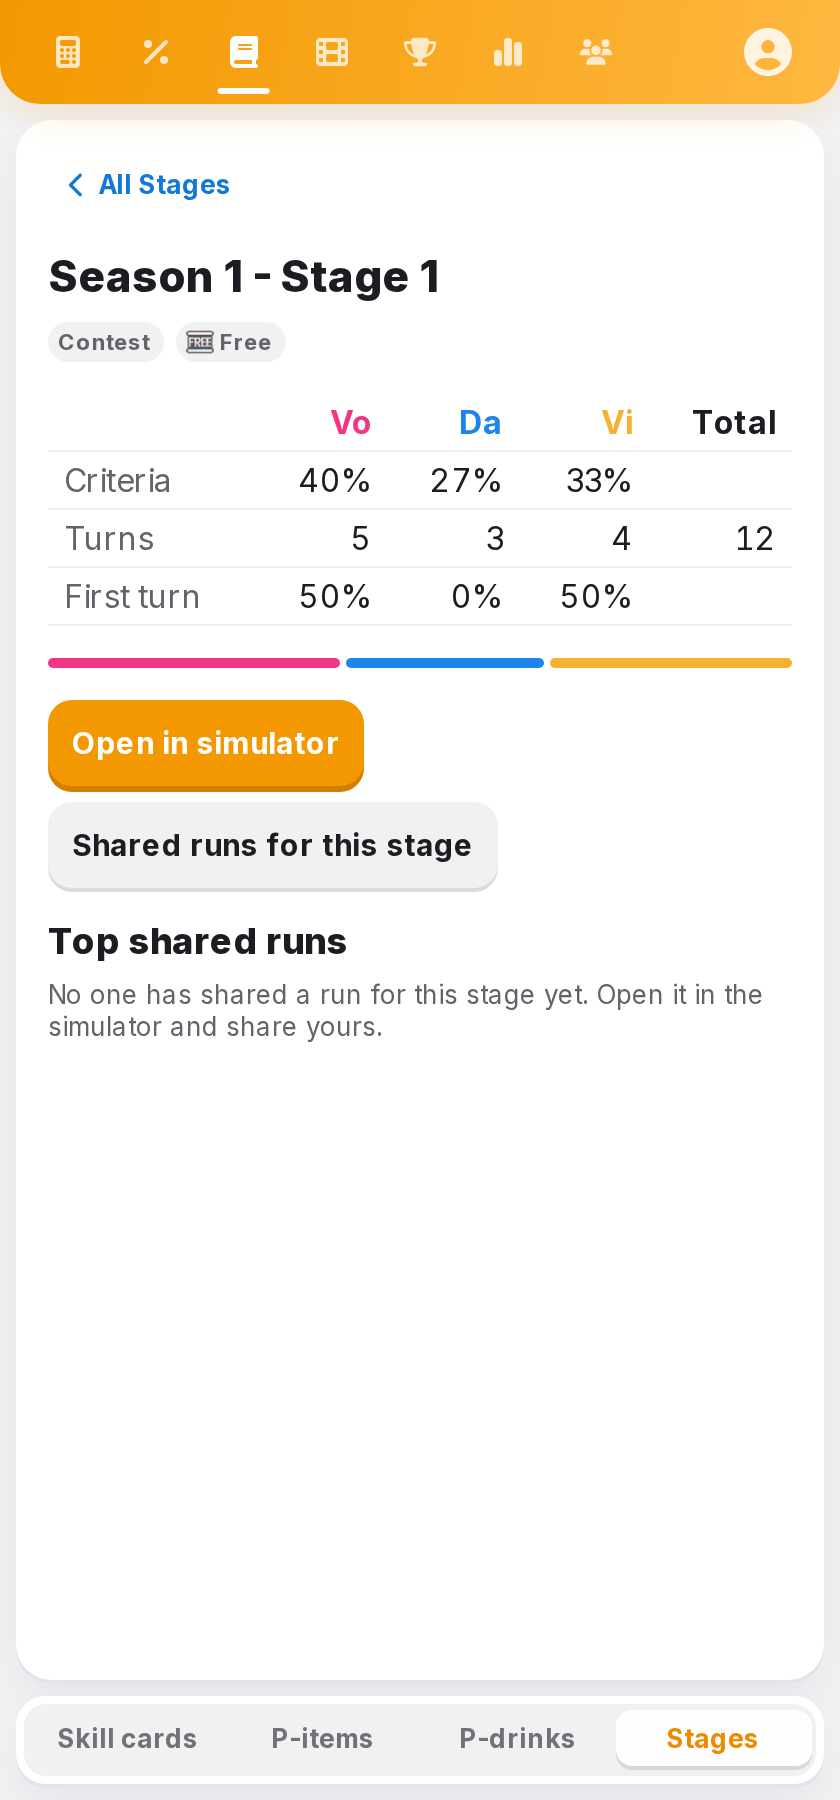 All Stages
Season 1 - Stage 1
Contest FREE Free
Vo Da Vi Total
Criteria 40% 27% 33%
Turns 5 3 4 12
First turn 50% 0% 50%
Open in simulator
Shared runs for this stage
Top shared runs
No one has shared a run for this stage yet. Open it in the
simulator and share yours.
Skill cards P-items P-drinks Stages